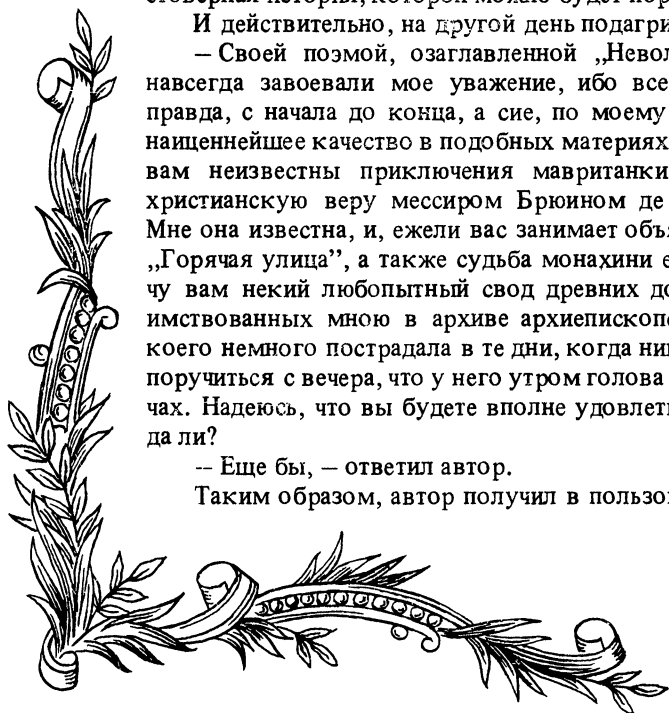 И действительно, на другой день подагри
— Своей поэмой, озаглавленной „Невол
навсегда завоевали мое уважение, ибо все
правда, с начала до конца, а сие, по моему
наиценнейшее качество в подобных материях
вам неизвестны приключения мавританки
христианскую веру мессиром Брюином де
Мне она известна, и, ежели вас занимает объя
„Горячая улица”, а также судьба монахини е
чу вам некий любопытный свод древних до
имствованных мною в архиве архиепископс
коего немного пострадала в те дни, когда ни
поручиться с вечера, что у него утром голова
чах. Надеюсь, что вы будете вполне удовлет
да ли?
-- Еще бы, — ответил автор.
Таким образом, автор получил в пользо